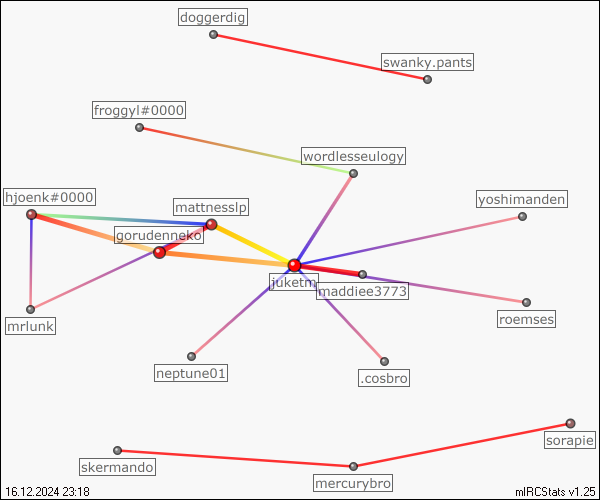 doggerdig
swanky.pants
froggyl#0000
wordlesseulogy
hjoenk#0000
yoshimanden
mattnesslp
gorudenneko
juketm
maddiee3773
roemses
mrlunk
neptune01
.cosbro
sorapie
skermando
mercurybro
16.12.2024 23:18
mIRCStats v1.25